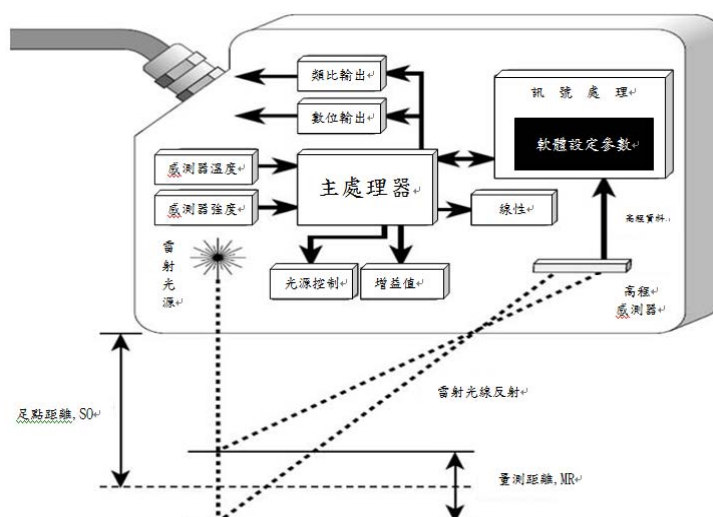 類比輸出
數位輸出
訊號處理
軟體設定參數
感測器溫度
感測器強度
主處理器
線性
高程資料
雷
射
光
源
光源控制
增益值
高程
感測器
雷射光線反射
足點距離,SO
量測距離,MR